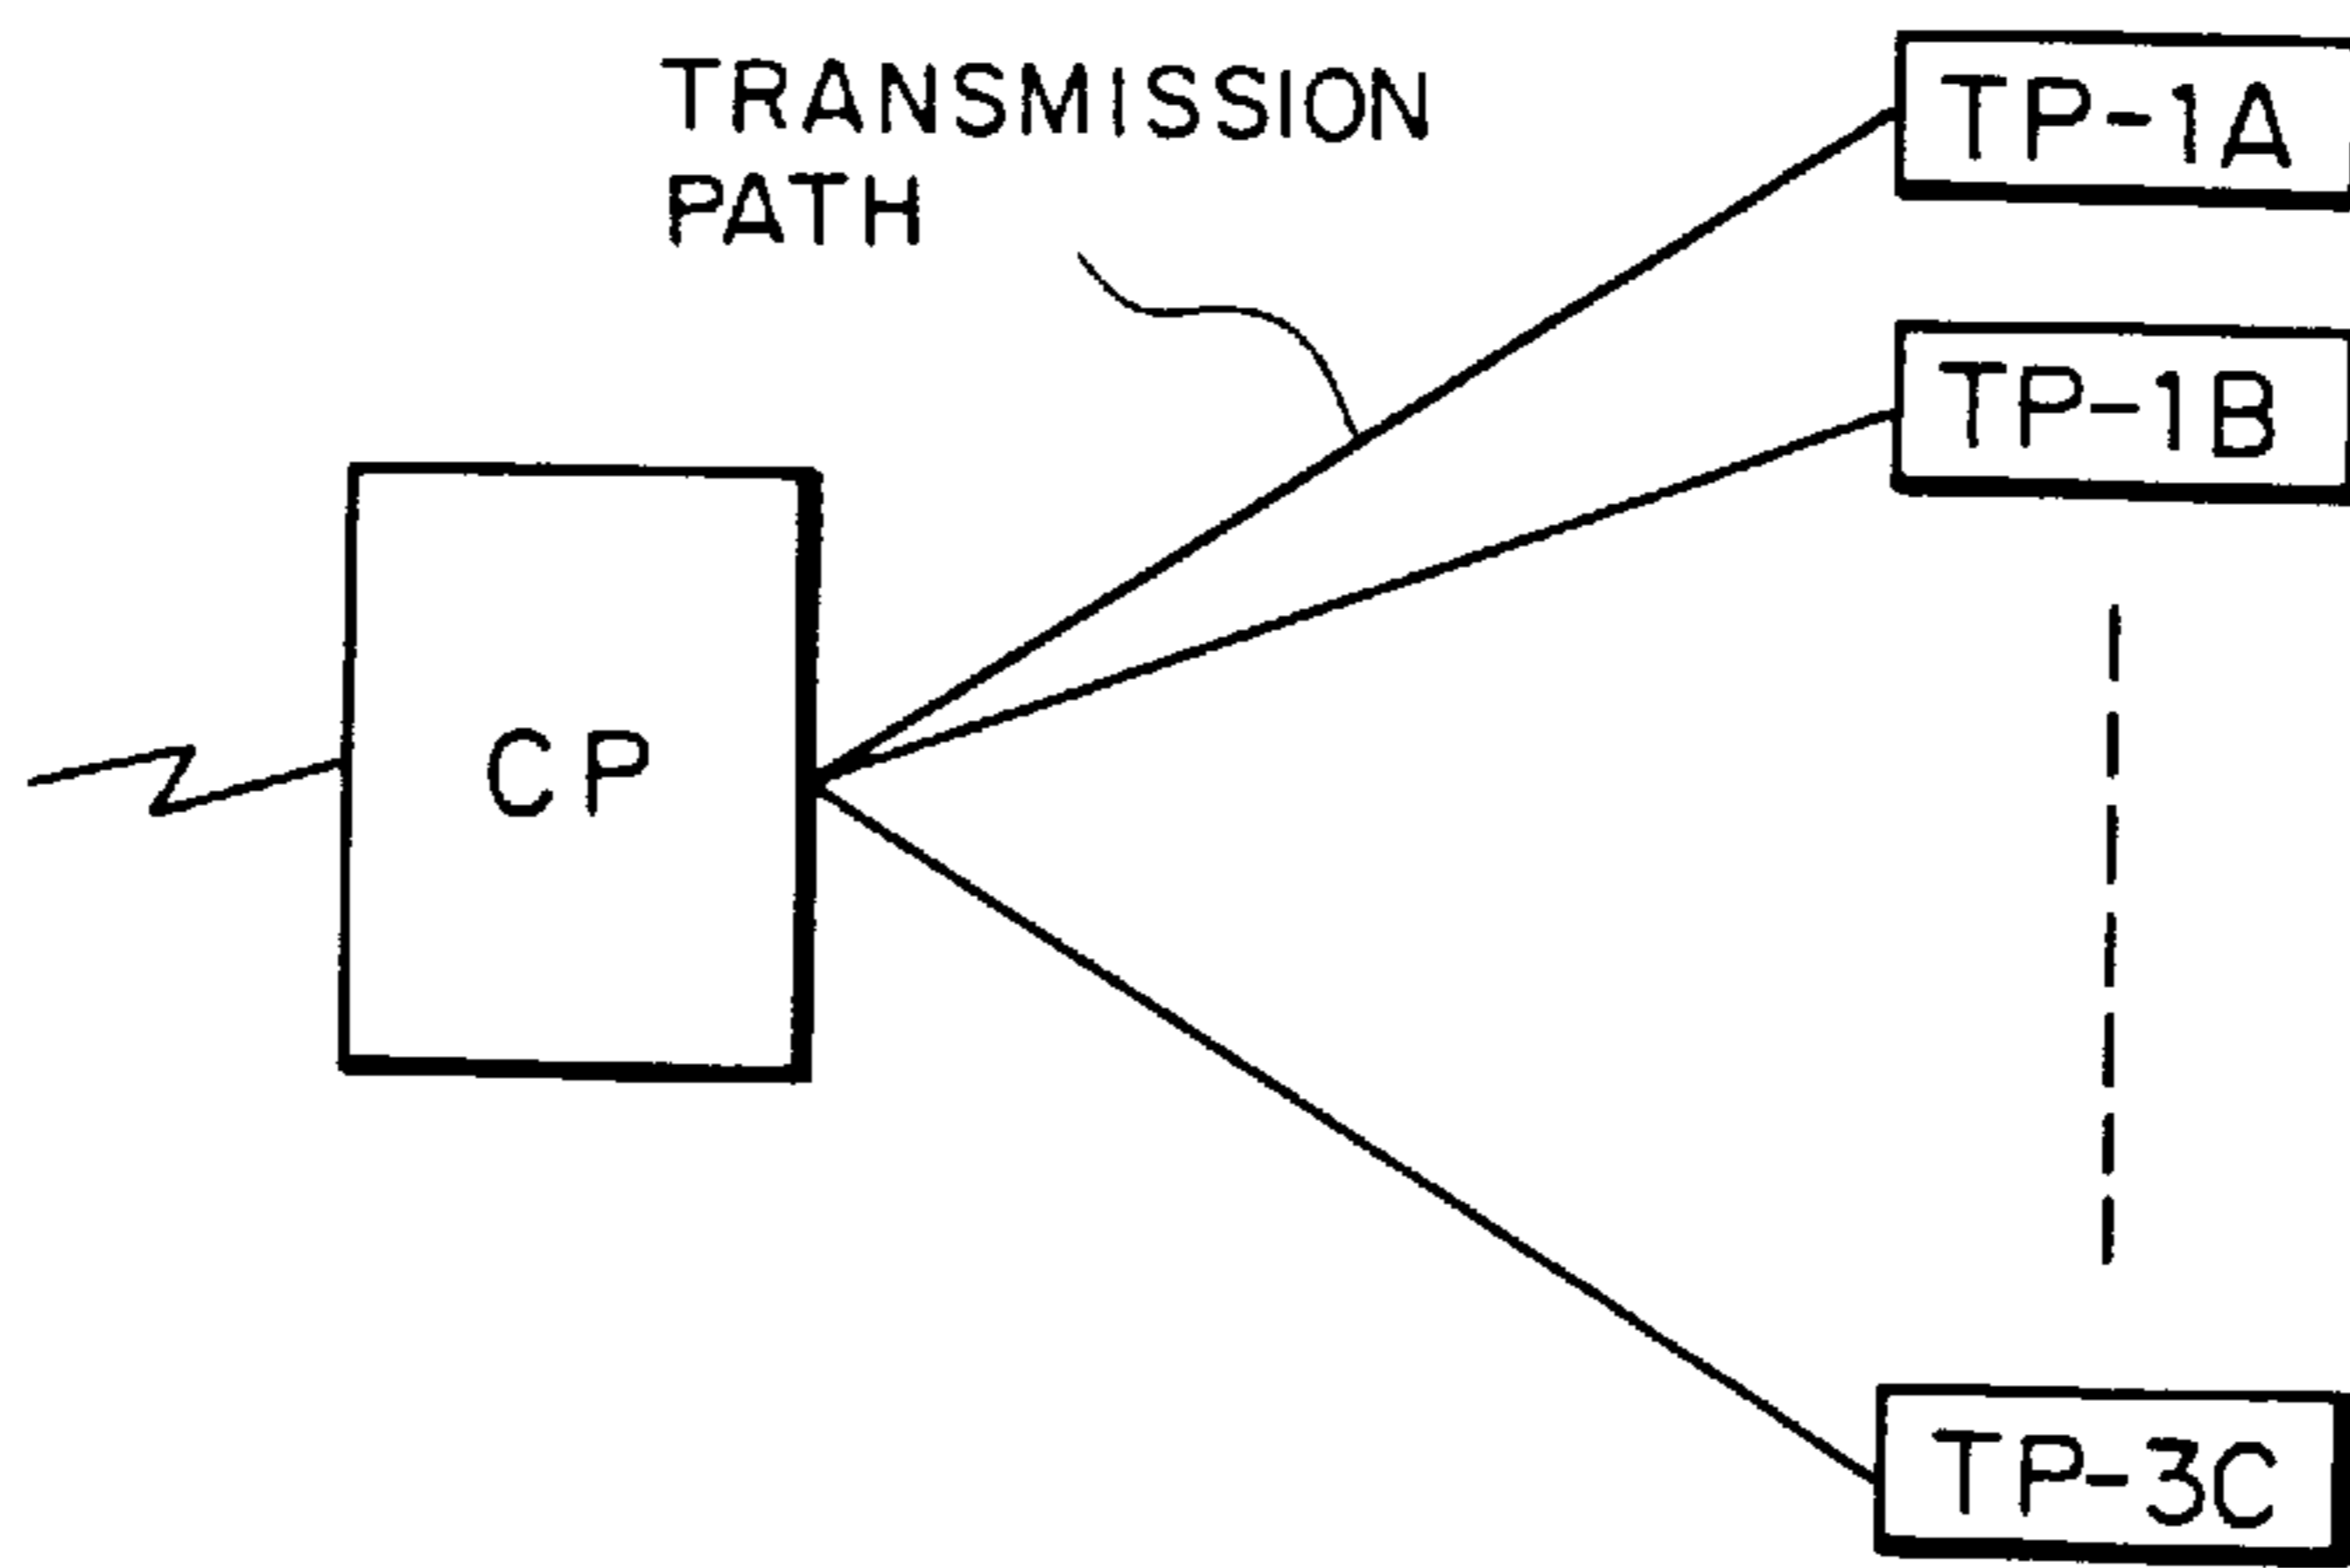 TRANSMISSION
PATH
TP-1A
TP-1B
CP
TP-3C